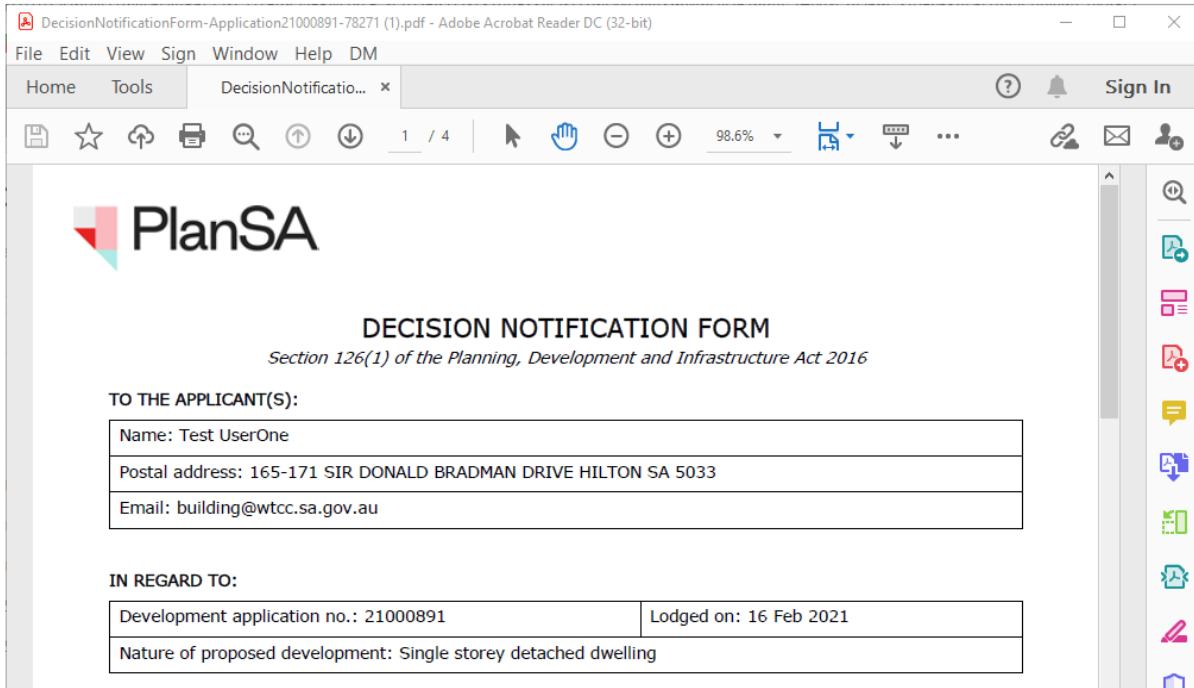 DecisionNotificationForm-Application21000891-78271 (1).pdf - Adobe Acrobat Reader DC (32-bit)
File Edit View Sign Window Help DM
Home Tools DecisionNotificatio... × Sign In
1 / 4 98.6%
PlanSA
DECISION NOTIFICATION FORM
Section 126(1) of the Planning, Development and Infrastructure Act 2016
TO THE APPLICANT(S):
Name: Test UserOne
Postal address: 165-171 SIR DONALD BRADMAN DRIVE HILTON SA 5033
Email: building@wtcc.sa.gov.au
IN REGARD TO:
Development application no.: 21000891 Lodged on: 16 Feb 2021
Nature of proposed development: Single storey detached dwelling